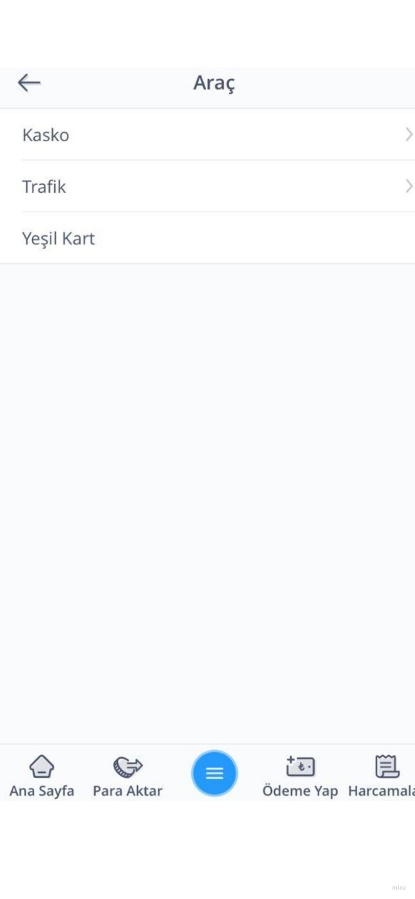 Araç
Kasko
Trafik
Yeşil Kart
Ana Sayfa Para Aktar Ödeme Yap Harcamala